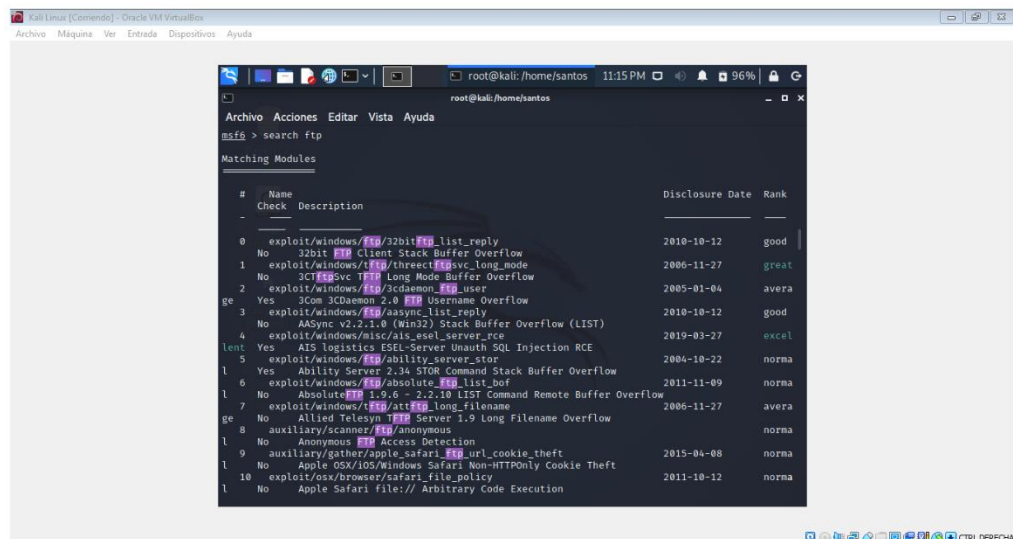 Kali Linux [Corriendo] - Oracle VM VirtualBox
Archivo Máquina Ver Entrada Dispositivos Ayuda
root@kali: /home/santos 11:15 PM 96%
root@kali: /home/santos
Archivo Acciones Editar Vista Ayuda
msf6 > search ftp
Matching Modules
================
# Name Disclosure Date Rank
Check Description
- ---- --------------- ----
----- -----------
0 exploit/windows/ftp/32bitftp_list_reply 2010-10-12 good
No 32bit FTP Client Stack Buffer Overflow
1 exploit/windows/tftp/threectftpsvc_long_mode 2006-11-27 great
No 3CTftpSvc TFTP Long Mode Buffer Overflow
2 exploit/windows/ftp/3cdaemon_ftp_user 2005-01-04 avera
ge Yes 3Com 3CDaemon 2.0 FTP Username Overflow
3 exploit/windows/ftp/aasync_list_reply 2010-10-12 good
No AASync v2.2.1.0 (Win32) Stack Buffer Overflow (LIST)
4 exploit/windows/misc/ais_esel_server_rce 2019-03-27 excel
lent Yes AIS logistics ESEL-Server Unauth SQL Injection RCE
5 exploit/windows/ftp/ability_server_stor 2004-10-22 norma
l Yes Ability Server 2.34 STOR Command Stack Buffer Overflow
6 exploit/windows/ftp/absolute_ftp_list_bof 2011-11-09 norma
l No AbsoluteFTP 1.9.6 - 2.2.10 LIST Command Remote Buffer Overflow
7 exploit/windows/tftp/attftp_long_filename 2006-11-27 avera
ge No Allied Telesyn TFTP Server 1.9 Long Filename Overflow
8 auxiliary/scanner/ftp/anonymous norma
l No Anonymous FTP Access Detection
9 auxiliary/gather/apple_safari_ftp_url_cookie_theft 2015-04-08 norma
l No Apple OSX/iOS/Windows Safari Non-HTTPOnly Cookie Theft
10 exploit/osx/browser/safari_file_policy 2011-10-12 norma
l No Apple Safari file:// Arbitrary Code Execution
CTRL DERECHA